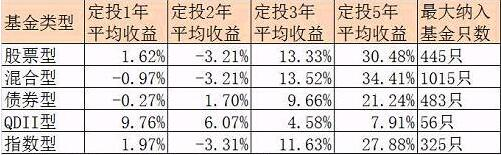 基金类型 定投1年平均收益 定投2年平均收益 定投3年平均收益 定投5年平均收益 最大纳入基金只数
股票型 1.62% -3.21% 13.33% 30.48% 445只
混合型 -0.97% -3.21% 13.52% 34.41% 1015只
债券型 -0.27% 1.70% 9.66% 21.24% 483只
QDII型 9.76% 6.07% 4.58% 7.91% 56只
指数型 1.97% -3.31% 11.63% 27.88% 325只